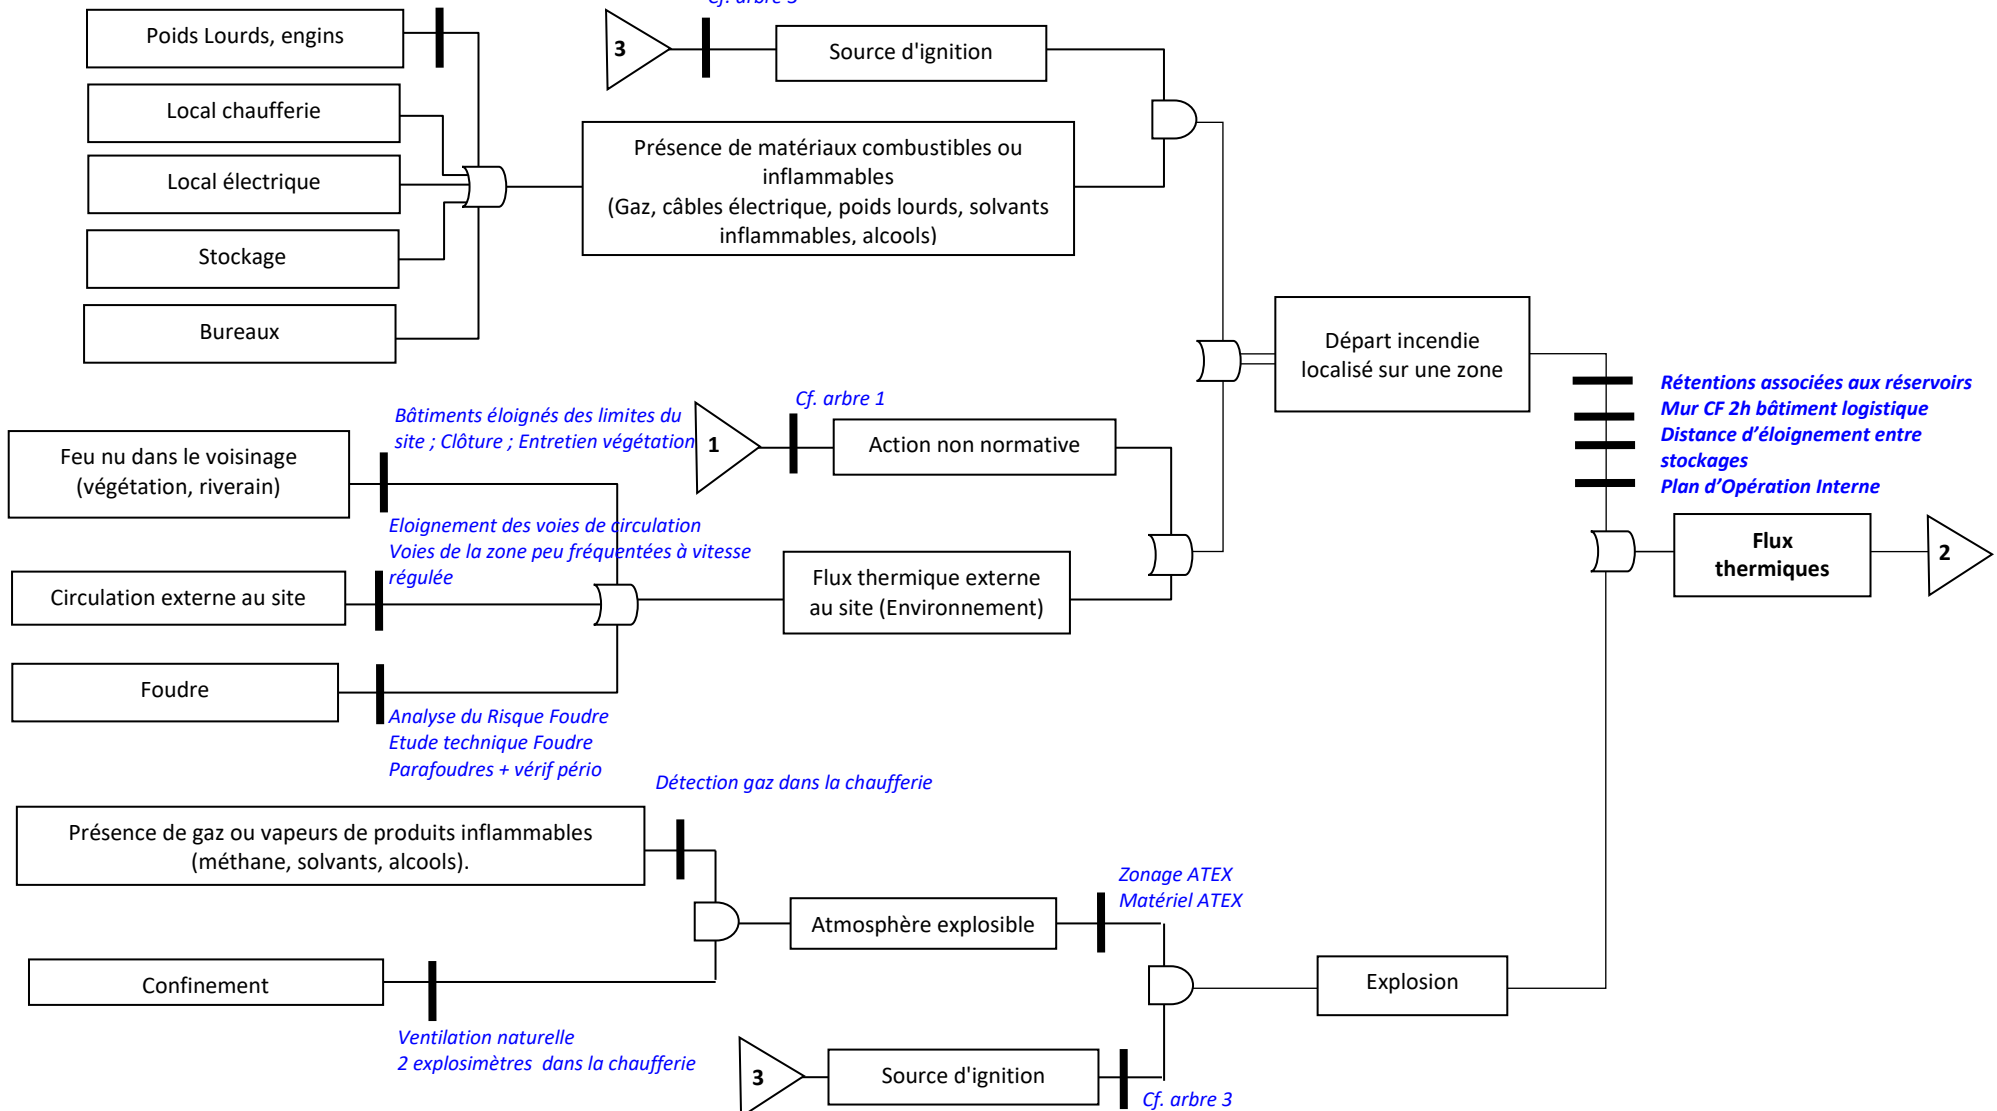 Cf. arbre 3
Poids Lourds, engins
3
Source d'ignition
Local chaufferie
Présence de matériaux combustibles ou
inflammables
(Gaz, câbles électrique, poids lourds, solvants
inflammables, alcools)
Local électrique
Stockage
Bureaux
Départ incendie
localisé sur une zone
Rétentions associées aux réservoirs
Mur CF 2h bâtiment logistique
Distance d’éloignement entre
stockages
Plan d’Opération Interne
Cf. arbre 1
Bâtiments éloignés des limites du
site ; Clôture ; Entretien végétation
1
Action non normative
Feu nu dans le voisinage
(végétation, riverain)
Eloignement des voies de circulation
Voies de la zone peu fréquentées à vitesse
régulée
Flux
thermiques
2
Circulation externe au site
Flux thermique externe
au site (Environnement)
Foudre
Analyse du Risque Foudre
Etude technique Foudre
Parafoudres + vérif pério
Détection gaz dans la chaufferie
Présence de gaz ou vapeurs de produits inflammables
(méthane, solvants, alcools).
Zonage ATEX
Matériel ATEX
Atmosphère explosible
Confinement
Explosion
Ventilation naturelle
2 explosimètres dans la chaufferie
3
Source d'ignition
Cf. arbre 3